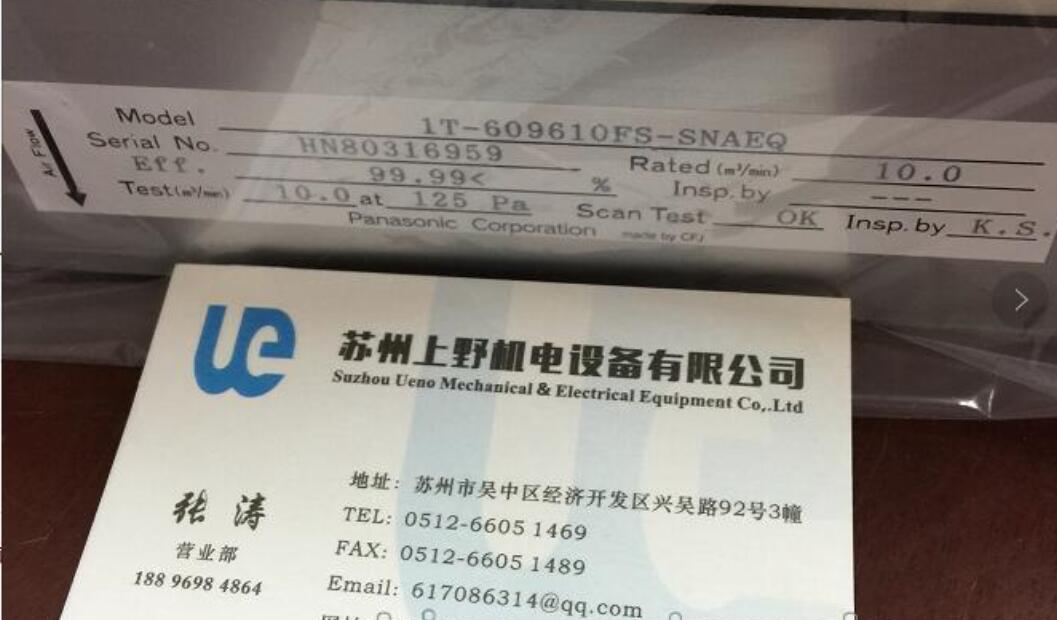 Model 1T-609610FS-SNAEQ
Serial No. HN80316959 Rated (m³/min) 10.0
Eff. 99.99< % Insp. by ---
Test (m³/min) 10.0 at 125 Pa Scan Test OK Insp. by K.S.
Panasonic Corporation made by CFJ
Air Flow
ue
苏州上野机电设备有限公司
Suzhou Ueno Mechanical & Electrical Equipment Co,.Ltd
地址: 苏州市吴中区经济开发区兴吴路92号3幢
张 涛
TEL: 0512-6605 1469
营业部
FAX: 0512-6605 1489
188 9698 4864
Email: 617086314@qq.com